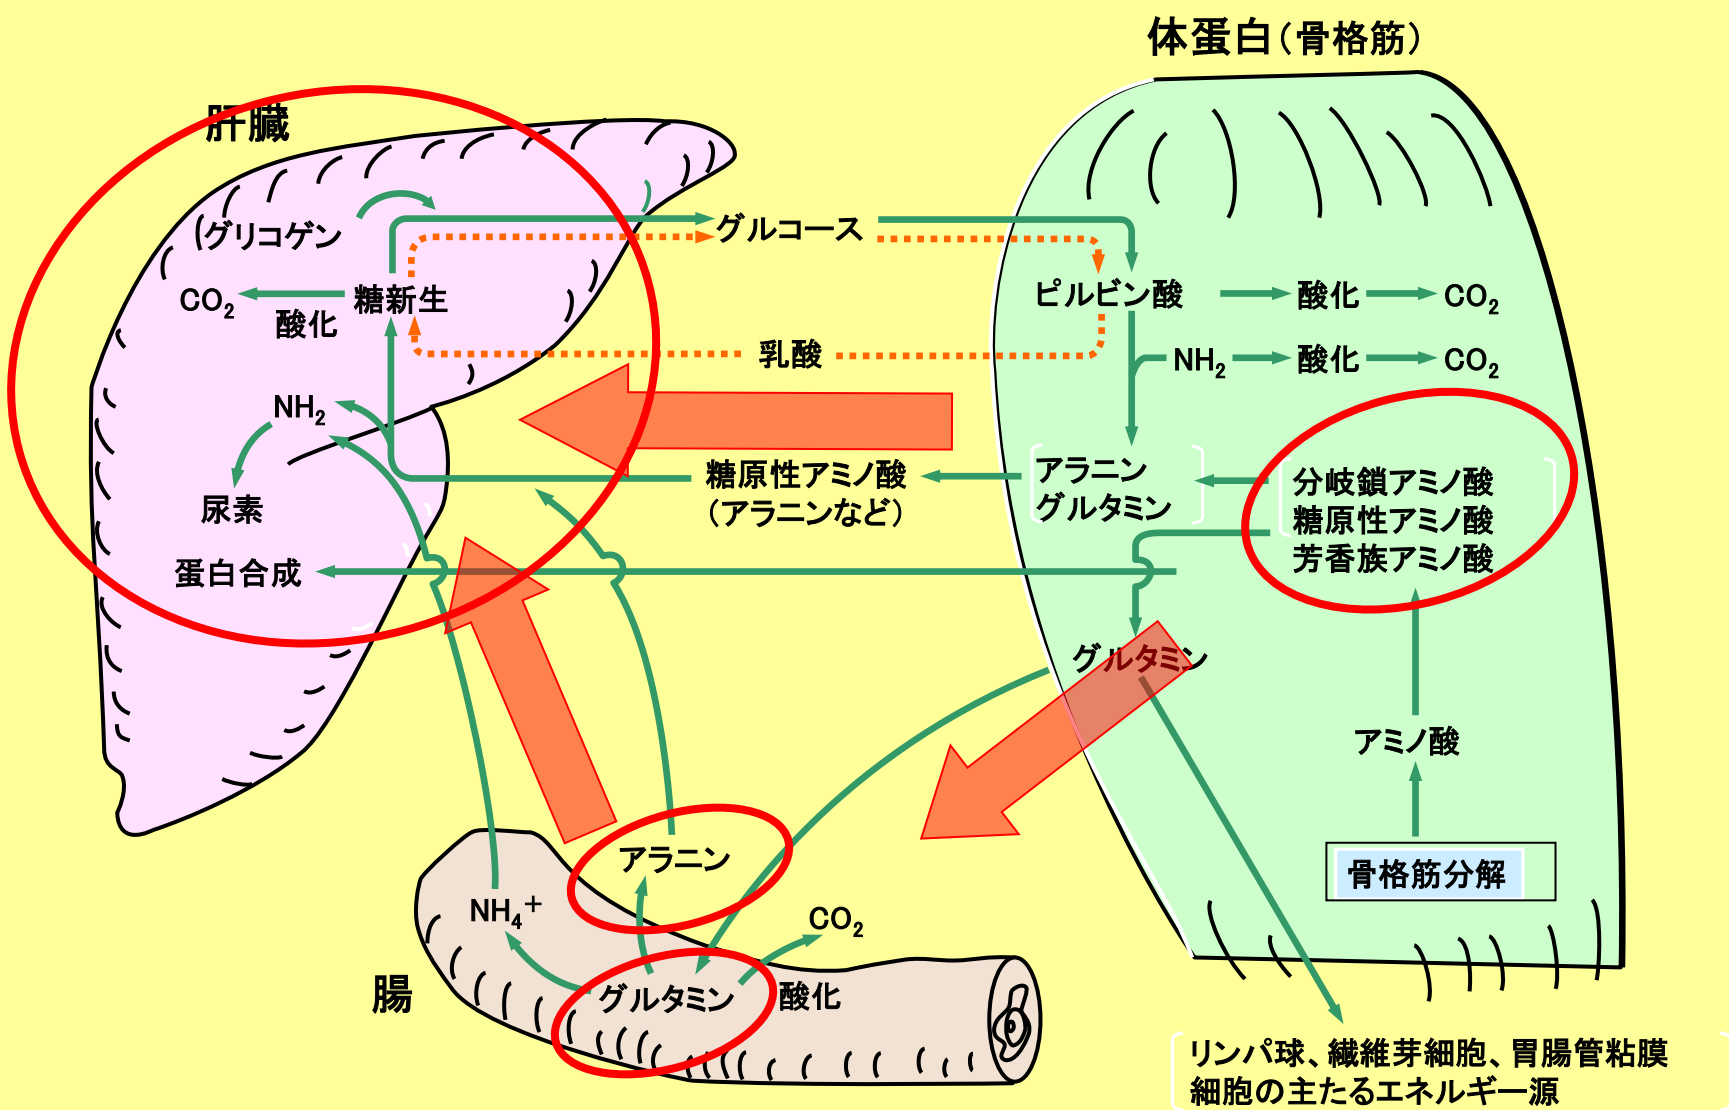 体蛋白（骨格筋）
肝臓
グリコゲン
グルコース
CO₂
酸化
糖新生
ピルビン酸
酸化
CO₂
乳酸
NH₂
酸化
CO₂
NH₂
尿素
糖原性アミノ酸
（アラニンなど）
アラニン
グルタミン
分岐鎖アミノ酸
糖原性アミノ酸
芳香族アミノ酸
蛋白合成
グルタミン
アミノ酸
骨格筋分解
アラニン
NH₄⁺
CO₂
腸
グルタミン
酸化
リンパ球、繊維芽細胞、胃腸管粘膜
細胞の主たるエネルギー源